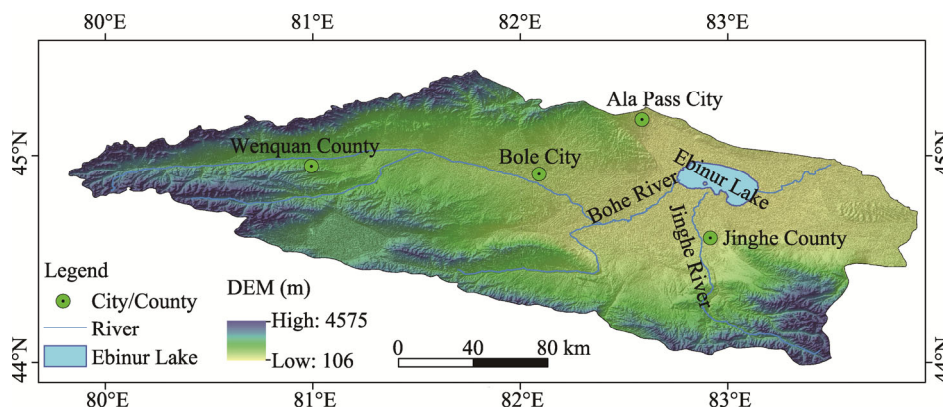 80°E 81°E 82°E 83°E
45°N
44°N
Ala Pass City
Wenquan County
Bole City
Ebinur Lake
Bohe River
Jinghe River
Jinghe County
Legend
City/County
River
Ebinur Lake
DEM (m)
High: 4575
Low: 106
0 40 80 km
45°N
44°N
80°E 81°E 82°E 83°E